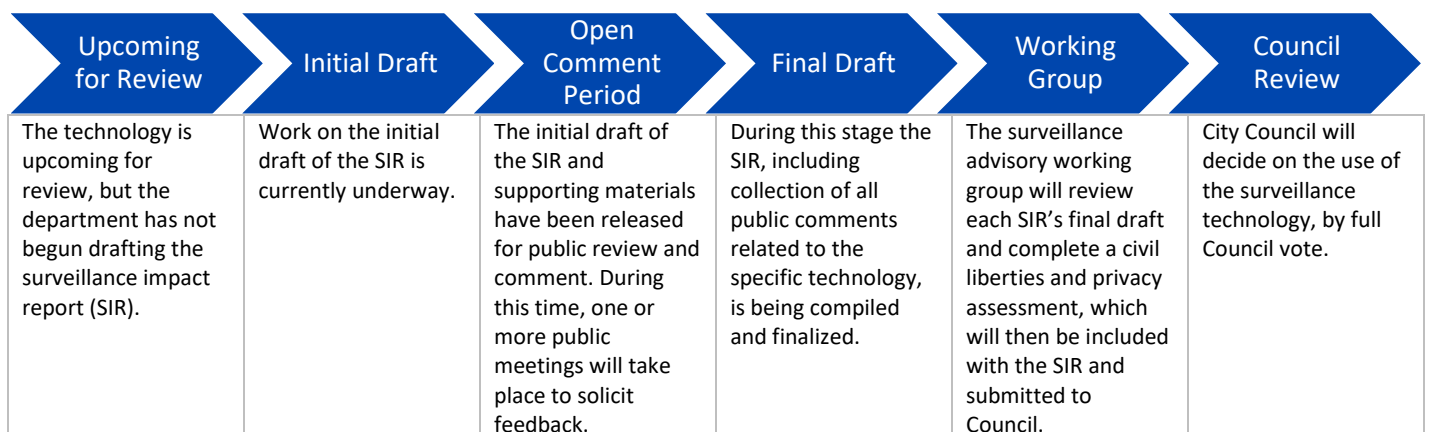 Upcoming
for Review
Initial Draft
Open
Comment
Period
Final Draft
Working
Group
Council
Review
The technology is
upcoming for
review, but the
department has not
begun drafting the
surveillance impact
report (SIR).
Work on the initial
draft of the SIR is
currently underway.
The initial draft of
the SIR and
supporting materials
have been released
for public review and
comment. During
this time, one or
more public
meetings will take
place to solicit
feedback.
During this stage the
SIR, including
collection of all
public comments
related to the
specific technology,
is being compiled
and finalized.
The surveillance
advisory working
group will review
each SIR’s final draft
and complete a civil
liberties and privacy
assessment, which
will then be included
with the SIR and
submitted to
Council.
City Council will
decide on the use of
the surveillance
technology, by full
Council vote.